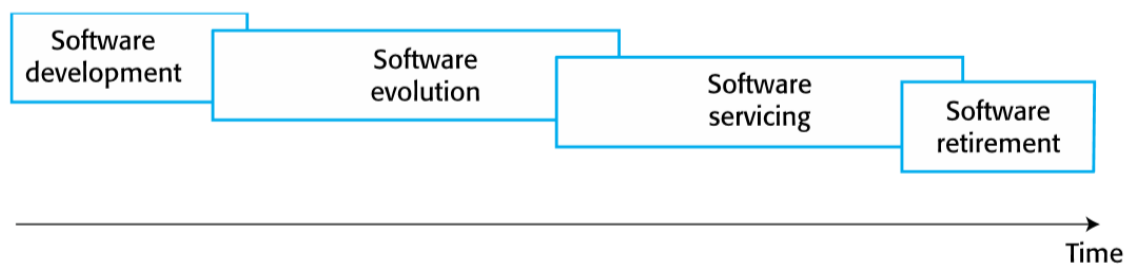 Software
development
Software
evolution
Software
servicing
Software
retirement
Time